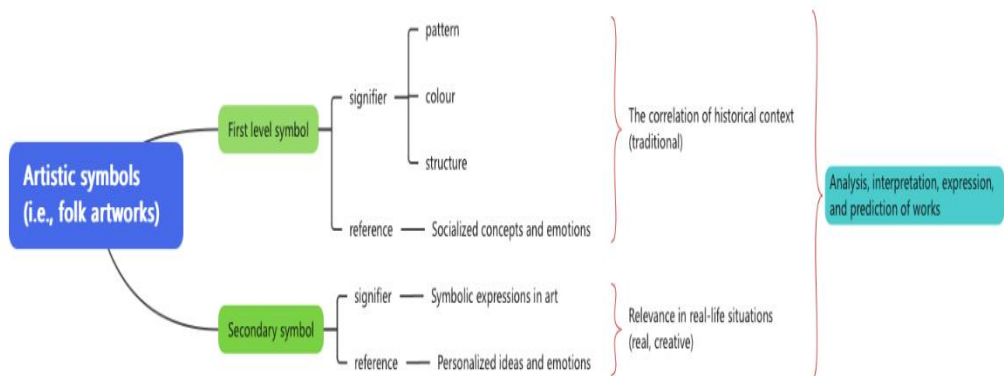 Artistic symbols
(i.e., folk artworks)
First level symbol
signifier
pattern
colour
structure
reference
Socialized concepts and emotions
The correlation of historical context
(traditional)
Secondary symbol
signifier
Symbolic expressions in art
reference
Personalized ideas and emotions
Relevance in real-life situations
(real, creative)
Analysis, interpretation, expression,
and prediction of works